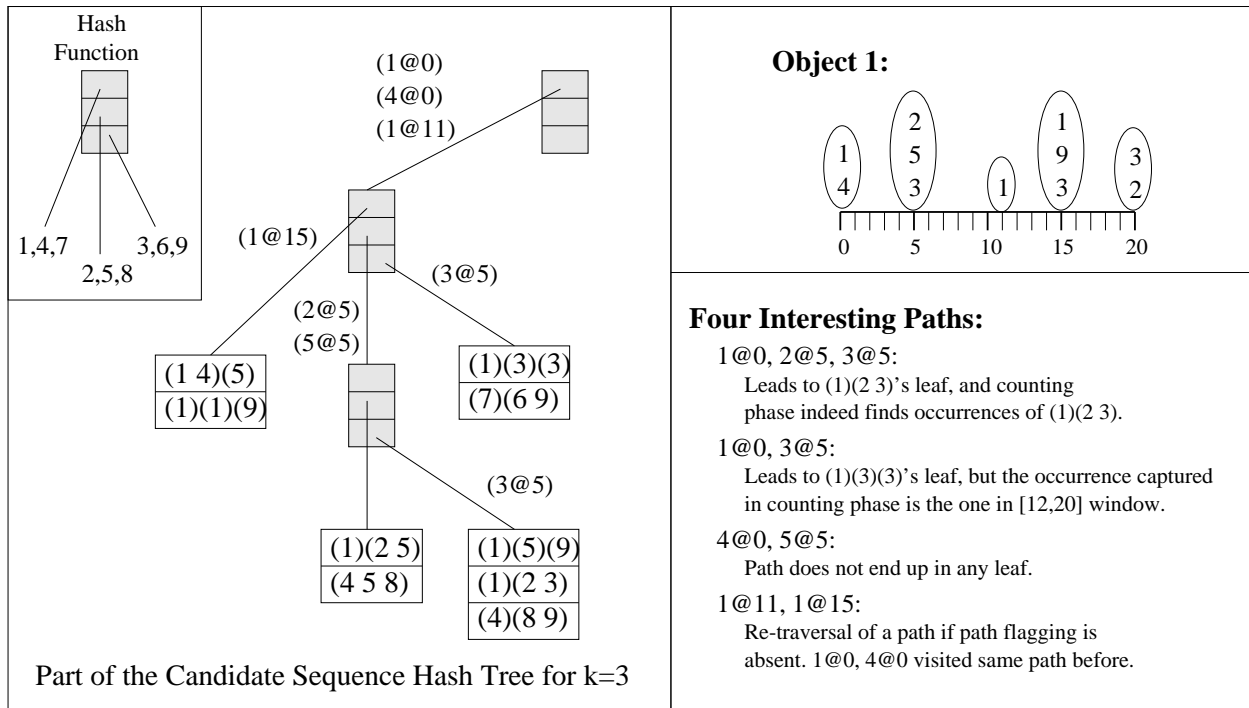 Hash
Function
1,4,7
2,5,8
3,6,9
(1@0)
(4@0)
(1@11)
(1@15)
(3@5)
(2@5)
(5@5)
(1 4)(5)
(1)(1)(9)
(1)(3)(3)
(7)(6 9)
(3@5)
(1)(2 5)
(4 5 8)
(1)(5)(9)
(1)(2 3)
(4)(8 9)
Part of the Candidate Sequence Hash Tree for k=3
Object 1:
1
4
2
5
3
1
1
9
3
3
2
0 5 10 15 20
Four Interesting Paths:
1@0, 2@5, 3@5:
Leads to (1)(2 3)'s leaf, and counting
phase indeed finds occurrences of (1)(2 3).
1@0, 3@5:
Leads to (1)(3)(3)'s leaf, but the occurrence captured
in counting phase is the one in [12,20] window.
4@0, 5@5:
Path does not end up in any leaf.
1@11, 1@15:
Re-traversal of a path if path flagging is
absent. 1@0, 4@0 visited same path before.